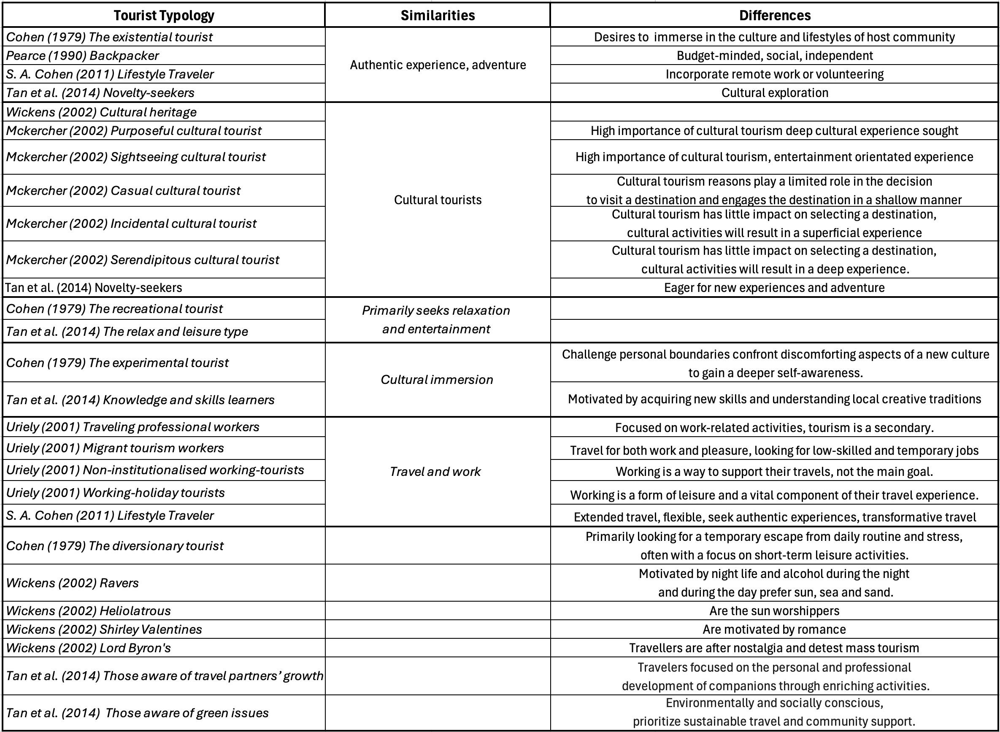 Tourist Typology Similarities Differences
Cohen (1979) The existential tourist Desires to immerse in the culture and lifestyles of host community
Pearce (1990) Backpacker Budget-minded, social, independent
Authentic experience, adventure
S. A. Cohen (2011) Lifestyle Traveler Incorporate remote work or volunteering
Tan et al. (2014) Novelty-seekers Cultural exploration
Wickens (2002) Cultural heritage
Mckercher (2002) Purposeful cultural tourist High importance of cultural tourism deep cultural experience sought
Mckercher (2002) Sightseeing cultural tourist High importance of cultural tourism, entertainment orientated experience
Mckercher (2002) Casual cultural tourist Cultural tourism reasons play a limited role in the decision
to visit a destination and engages the destination in a shallow manner
Cultural tourists
Mckercher (2002) Incidental cultural tourist Cultural tourism has little impact on selecting a destination,
cultural activities will result in a superficial experience
Mckercher (2002) Serendipitous cultural tourist Cultural tourism has little impact on selecting a destination,
cultural activities will result in a deep experience.
Tan et al. (2014) Novelty-seekers Eager for new experiences and adventure
Cohen (1979) The recreational tourist Primarily seeks relaxation
and entertainment
Tan et al. (2014) The relax and leisure type
Cohen (1979) The experimental tourist Challenge personal boundaries confront discomforting aspects of a new culture
to gain a deeper self-awareness.
Cultural immersion
Tan et al. (2014) Knowledge and skills learners Motivated by acquiring new skills and understanding local creative traditions
Uriely (2001) Traveling professional workers Focused on work-related activities, tourism is a secondary.
Uriely (2001) Migrant tourism workers Travel for both work and pleasure, looking for low-skilled and temporary jobs
Uriely (2001) Non-institutionalised working-tourists Travel and work Working is a way to support their travels, not the main goal.
Uriely (2001) Working-holiday tourists Working is a form of leisure and a vital component of their travel experience.
S. A. Cohen (2011) Lifestyle Traveler Extended travel, flexible, seek authentic experiences, transformative travel
Cohen (1979) The diversionary tourist Primarily looking for a temporary escape from daily routine and stress,
often with a focus on short-term leisure activities.
Wickens (2002) Ravers Motivated by night life and alcohol during the night
and during the day prefer sun, sea and sand.
Wickens (2002) Heliolatrous Are the sun worshippers
Wickens (2002) Shirley Valentines Are motivated by romance
Wickens (2002) Lord Byron's Travellers are after nostalgia and detest mass tourism
Tan et al. (2014) Those aware of travel partners’ growth Travelers focused on the personal and professional
development of companions through enriching activities.
Tan et al. (2014) Those aware of green issues Environmentally and socially conscious,
prioritize sustainable travel and community support.